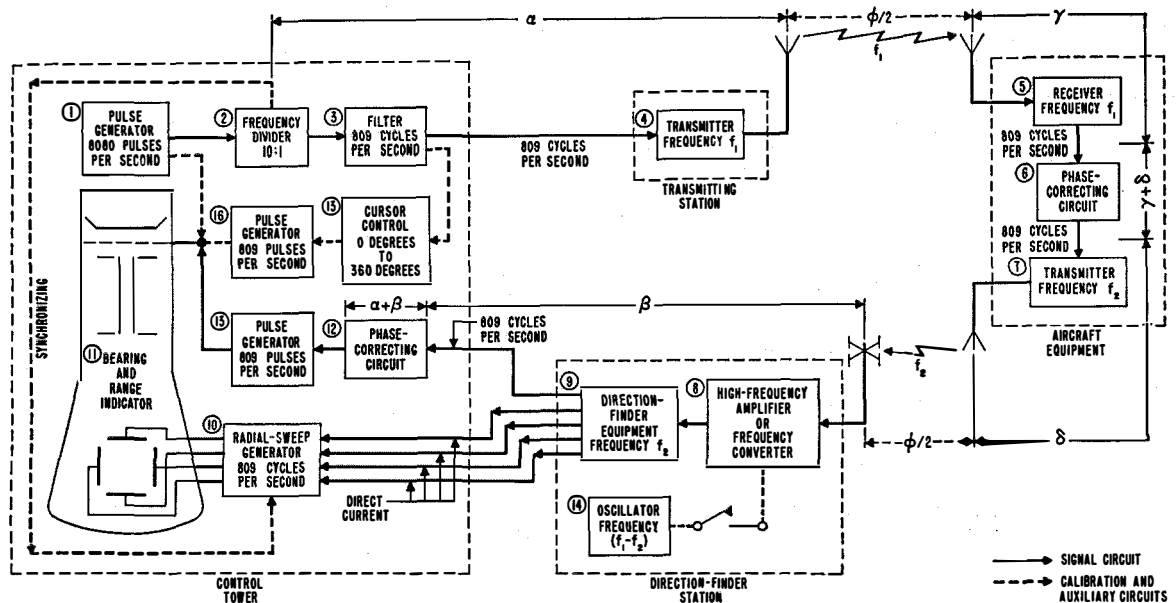 α
ϕ/2
γ
f₁
① PULSE GENERATOR 8080 PULSES PER SECOND
② FREQUENCY DIVIDER 10:1
③ FILTER 809 CYCLES PER SECOND
809 CYCLES PER SECOND
④ TRANSMITTER FREQUENCY f₁
TRANSMITTING STATION
⑤ RECEIVER FREQUENCY f₁
809 CYCLES PER SECOND
⑥ PHASE-CORRECTING CIRCUIT
γ+δ
809 CYCLES PER SECOND
⑦ TRANSMITTER FREQUENCY f₂
AIRCRAFT EQUIPMENT
SYNCHRONIZING
⑯ PULSE GENERATOR 809 PULSES PER SECOND
⑮ CURSOR CONTROL 0 DEGREES TO 360 DEGREES
α+β
β
⑬ PULSE GENERATOR 809 PULSES PER SECOND
⑫ PHASE-CORRECTING CIRCUIT
809 CYCLES PER SECOND
f₂
⑪ BEARING AND RANGE INDICATOR
⑨ DIRECTION-FINDER EQUIPMENT FREQUENCY f₂
⑧ HIGH-FREQUENCY AMPLIFIER OR FREQUENCY CONVERTER
ϕ/2
δ
⑩ RADIAL-SWEEP GENERATOR 809 CYCLES PER SECOND
DIRECT CURRENT
⑭ OSCILLATOR FREQUENCY (f₁-f₂)
CONTROL TOWER
DIRECTION-FINDER STATION
SIGNAL CIRCUIT
CALIBRATION AND AUXILIARY CIRCUITS